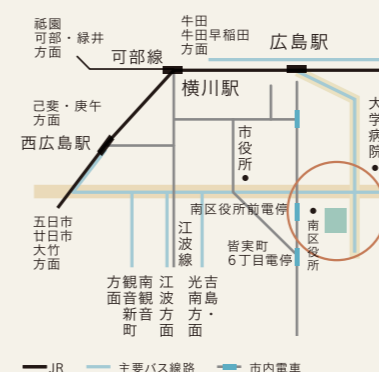 祇園
可部・緑井
方面
牛田
牛田早稲田
方面
可部線
広島駅
横川駅
己斐・庚午
方面
西広島駅
市役所
大学病院
南区役所前電停
南区役所
皆実町
6丁目電停
五日市
廿日市
大竹
方面
江波線
観音新町
方面
南観音
江波方面
光南方面
吉島・
JR
主要バス線路
市内電車